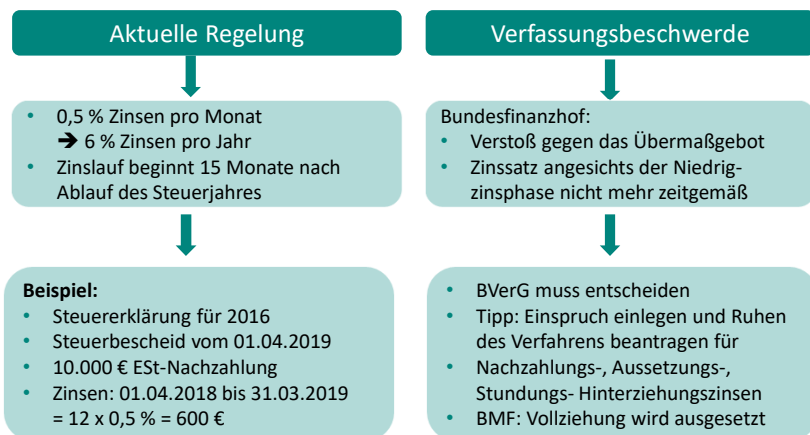 Aktuelle Regelung
• 0,5 % Zinsen pro Monat
➔ 6 % Zinsen pro Jahr
• Zinslauf beginnt 15 Monate nach
Ablauf des Steuerjahres
Beispiel:
• Steuererklärung für 2016
• Steuerbescheid vom 01.04.2019
• 10.000 € ESt-Nachzahlung
• Zinsen: 01.04.2018 bis 31.03.2019
= 12 x 0,5 % = 600 €
Verfassungsbeschwerde
Bundesfinanzhof:
• Verstoß gegen das Übermaßgebot
• Zinssatz angesichts der Niedrig-
zinsphase nicht mehr zeitgemäß
• BVerG muss entscheiden
• Tipp: Einspruch einlegen und Ruhen
des Verfahrens beantragen für
• Nachzahlungs-, Aussetzungs-,
Stundungs- Hinterziehungszinsen
• BMF: Vollziehung wird ausgesetzt